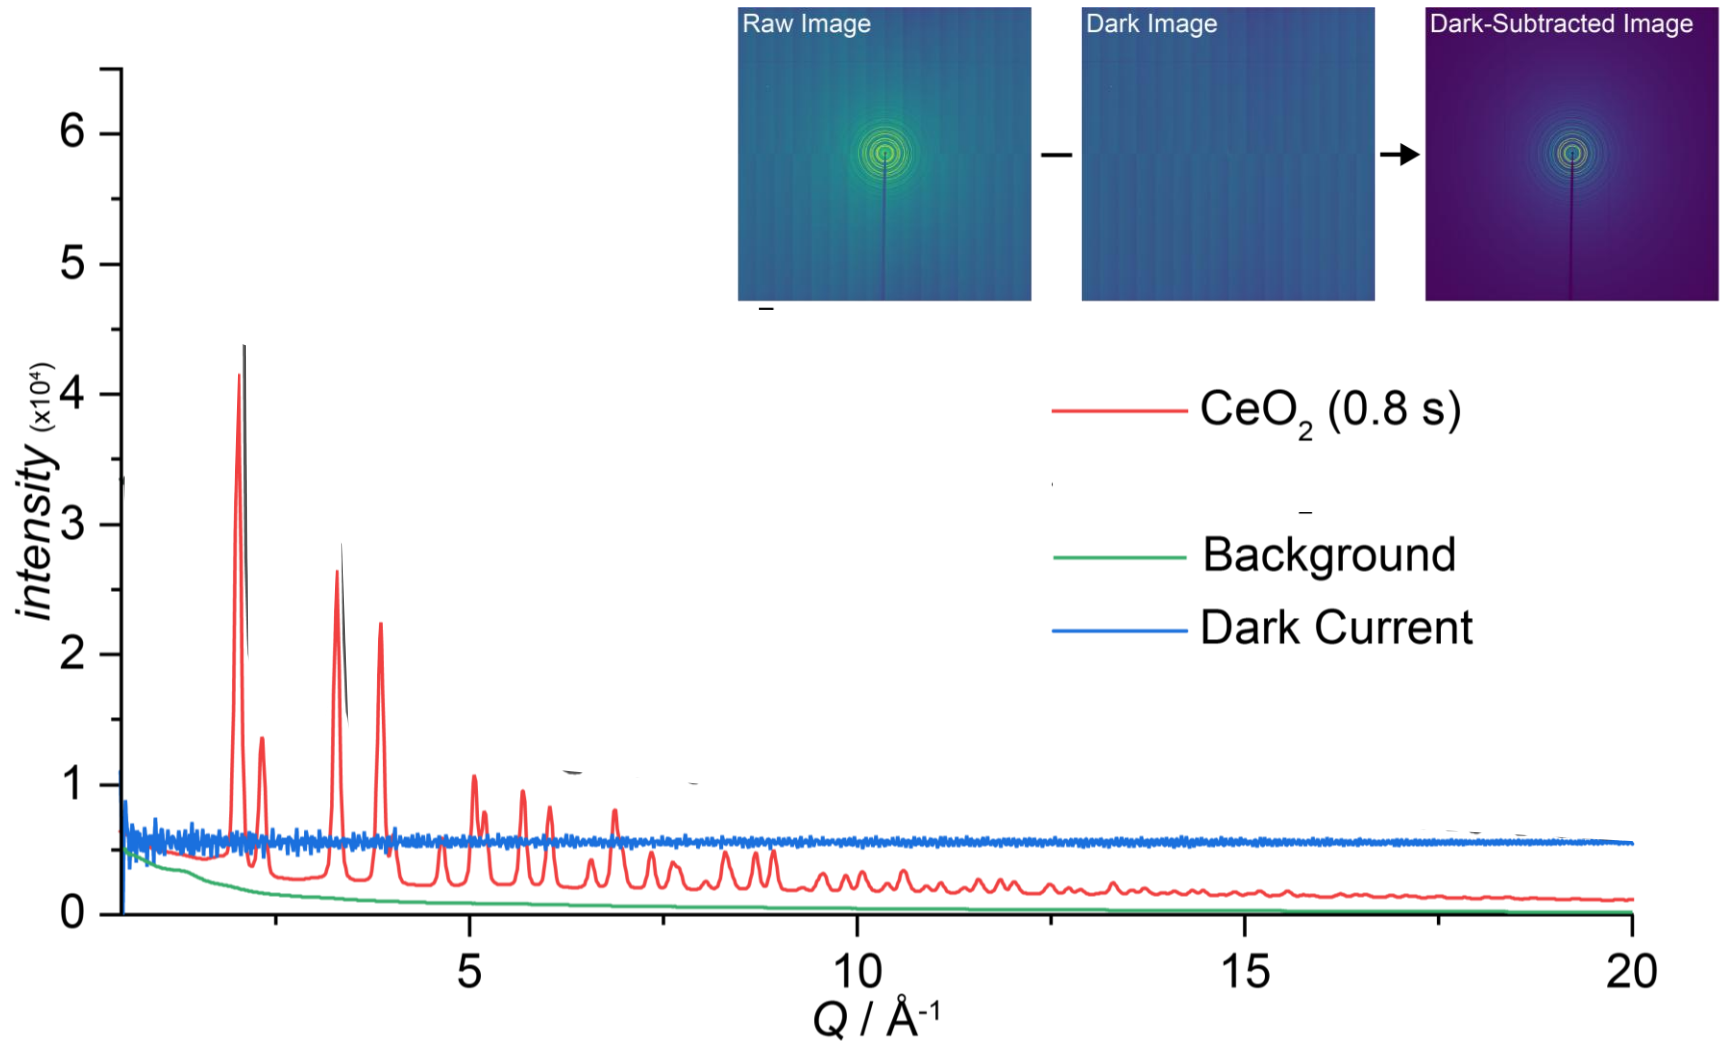 Raw Image
Dark Image
Dark-Subtracted Image
6
5
4
3
2
1
0
intensity (x10⁴)
CeO₂ (0.8 s)
Background
Dark Current
5
10
15
20
Q / Å⁻¹